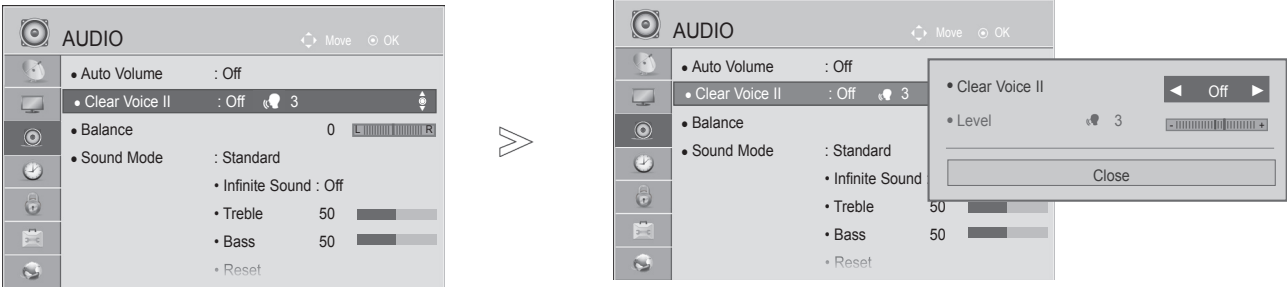 AUDIO
Move OK
• Auto Volume : Off
• Clear Voice II : Off 3
• Balance 0 L R
• Sound Mode : Standard
• Infinite Sound : Off
• Treble 50
• Bass 50
• Reset
AUDIO
Move OK
• Auto Volume : Off
• Clear Voice II : Off 3
• Balance
• Sound Mode : Standard
• Infinite Sound :
• Treble 50
• Bass 50
• Reset
• Clear Voice II ◀ Off ▶
• Level 3 - +
Close